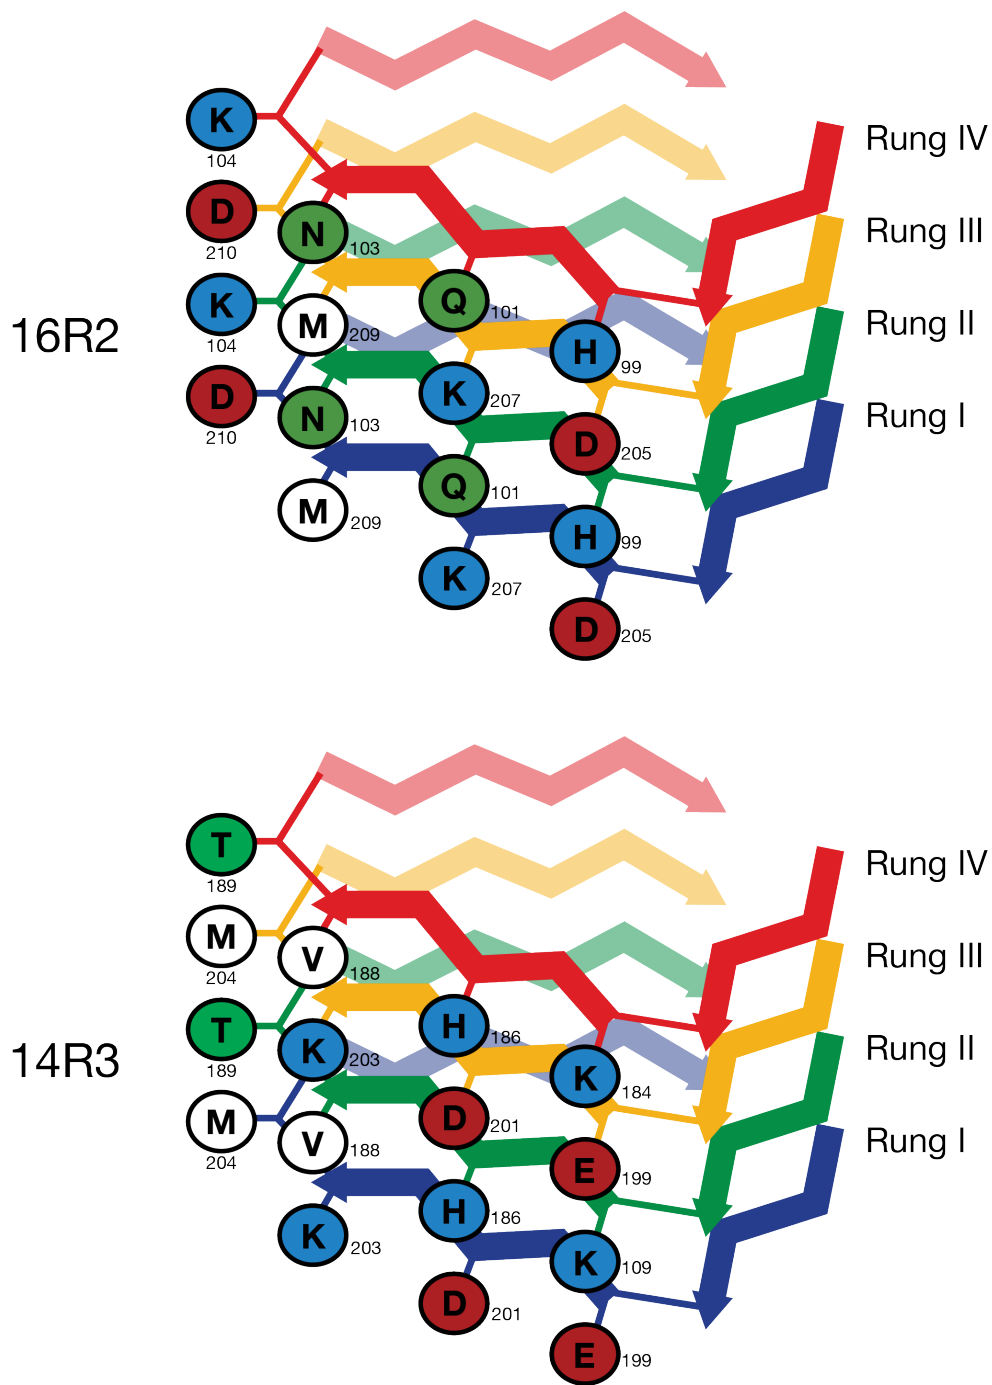 Rung IV
K
104
Rung III
D
210
N
103
Q
101
Rung II
K
104
M
209
H
99
16R2
D
210
K
207
Rung I
N
103
D
205
Q
101
M
209
H
99
K
207
D
205
Rung IV
T
189
Rung III
M
204
V
188
H
186
Rung II
T
189
K
203
K
184
14R3
M
204
D
201
Rung I
V
188
E
199
H
186
K
203
K
109
D
201
E
199